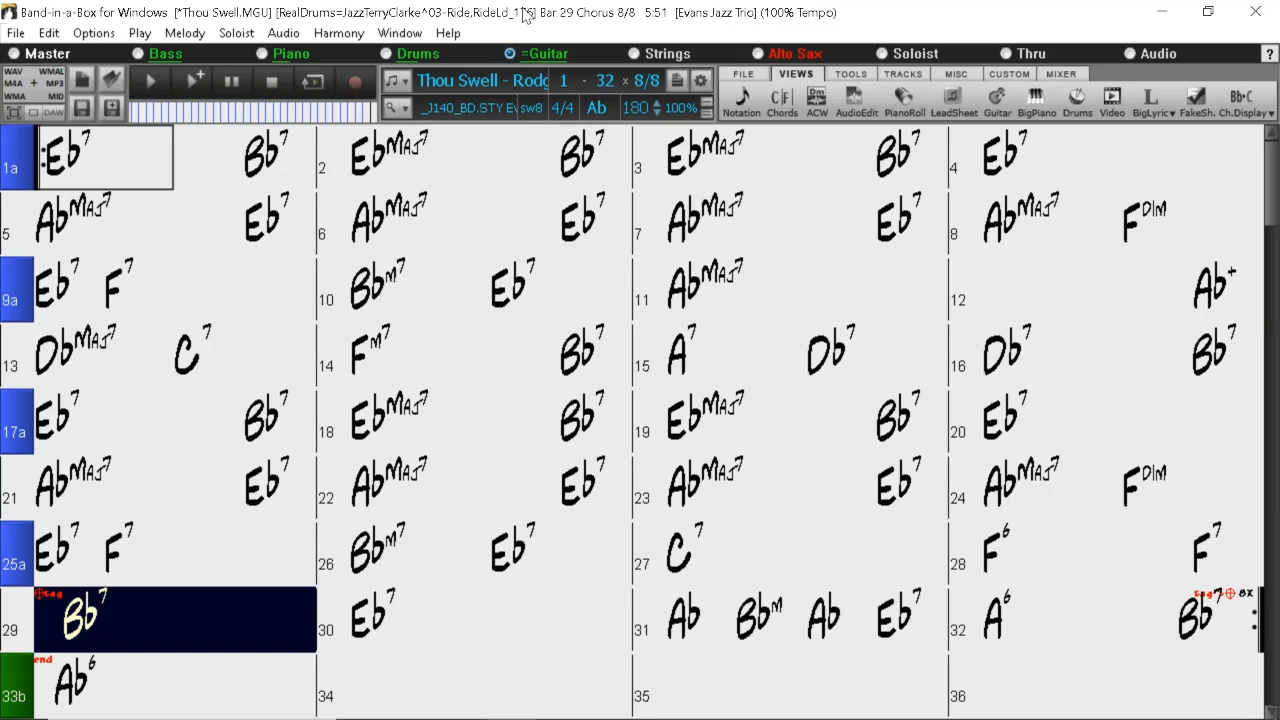 Band-in-a-Box for Windows [*Thou Swell.MGU] [RealDrums=JazzTerryClarke^03-Ride,RideLd_1*6] Bar 29 Chorus 8/8 5:51 [Evans Jazz Trio] (100% Tempo)
File Edit Options Play Melody Soloist Audio Harmony Window Help
Master Bass Piano Drums =Guitar Strings Alto Sax Soloist Thru Audio ?
WAV WMAL
M4A + MP3
WMA MID
DAW
Thou Swell - Rodg 1 - 32 x 8/8
_J140_BD.STY Ev sw8 4/4 Ab 180 100%
FILE VIEWS TOOLS TRACKS MISC CUSTOM MIXER
Notation Chords ACW AudioEdit PianoRoll LeadSheet Guitar BigPiano Drums Video BigLyric FakeSh. Ch.Display
1a :Eb7 Bb7 2 EbMAJ7 Bb7 3 EbMAJ7 Bb7 4 Eb7
5 AbMAJ7 Eb7 6 AbMAJ7 Eb7 7 AbMAJ7 Eb7 8 AbMAJ7 FDIM
9a Eb7 F7 10 BbM7 Eb7 11 AbMAJ7 12 Ab+
13 DbMAJ7 C7 14 FM7 Bb7 15 A7 Db7 16 Db7 Bb7
17a Eb7 Bb7 18 EbMAJ7 Bb7 19 EbMAJ7 Bb7 20 Eb7
21 AbMAJ7 Eb7 22 AbMAJ7 Eb7 23 AbMAJ7 Eb7 24 AbMAJ7 FDIM
25a Eb7 F7 26 BbM7 Eb7 27 C7 28 F6 F7
29 tag Bb7 30 Eb7 31 Ab BbM Ab Eb7 32 A6 Bb7 8X :
33b end Ab6 34 35 36